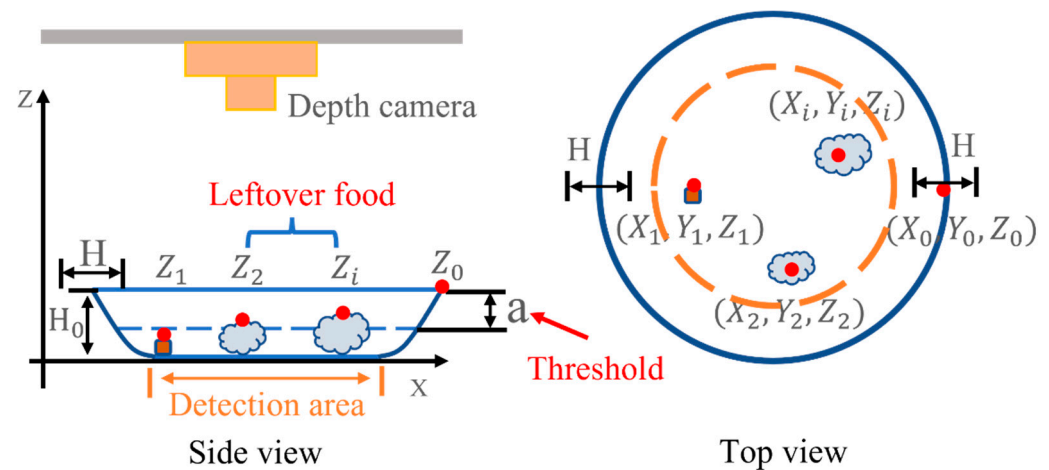 Depth camera
Z
Leftover food
H
Z₁ Z₂ Zᵢ Z₀
H₀
a
Threshold
X
Detection area
Side view
(Xᵢ, Yᵢ, Zᵢ)
H
H
(X₁, Y₁, Z₁)
(X₀, Y₀, Z₀)
(X₂, Y₂, Z₂)
Top view